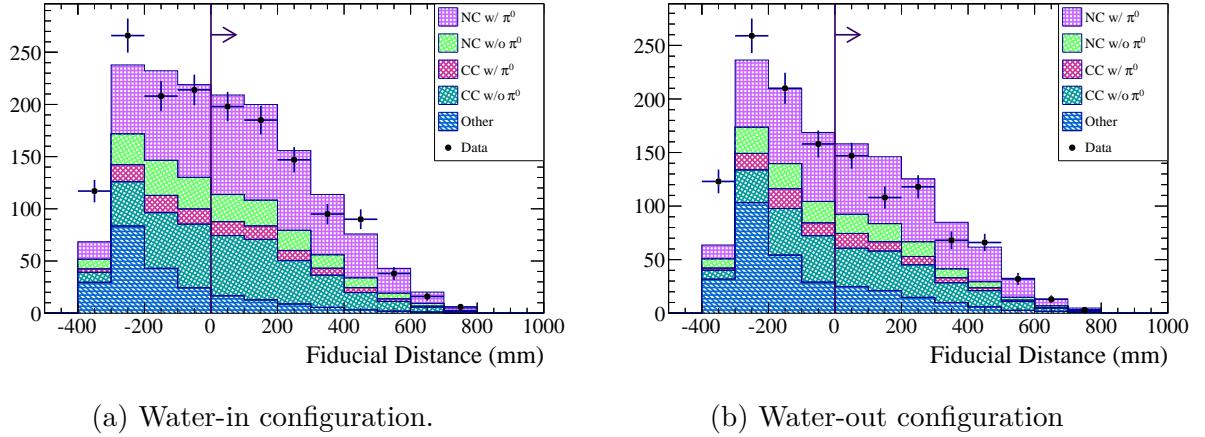 NC w/ π⁰
NC w/o π⁰
CC w/ π⁰
CC w/o π⁰
Other
Data
250
200
150
100
50
0
-400 -200 0 200 400 600 800 1000
Fiducial Distance (mm)
(a) Water-in configuration.
NC w/ π⁰
NC w/o π⁰
CC w/ π⁰
CC w/o π⁰
Other
Data
250
200
150
100
50
0
-400 -200 0 200 400 600 800 1000
Fiducial Distance (mm)
(b) Water-out configuration